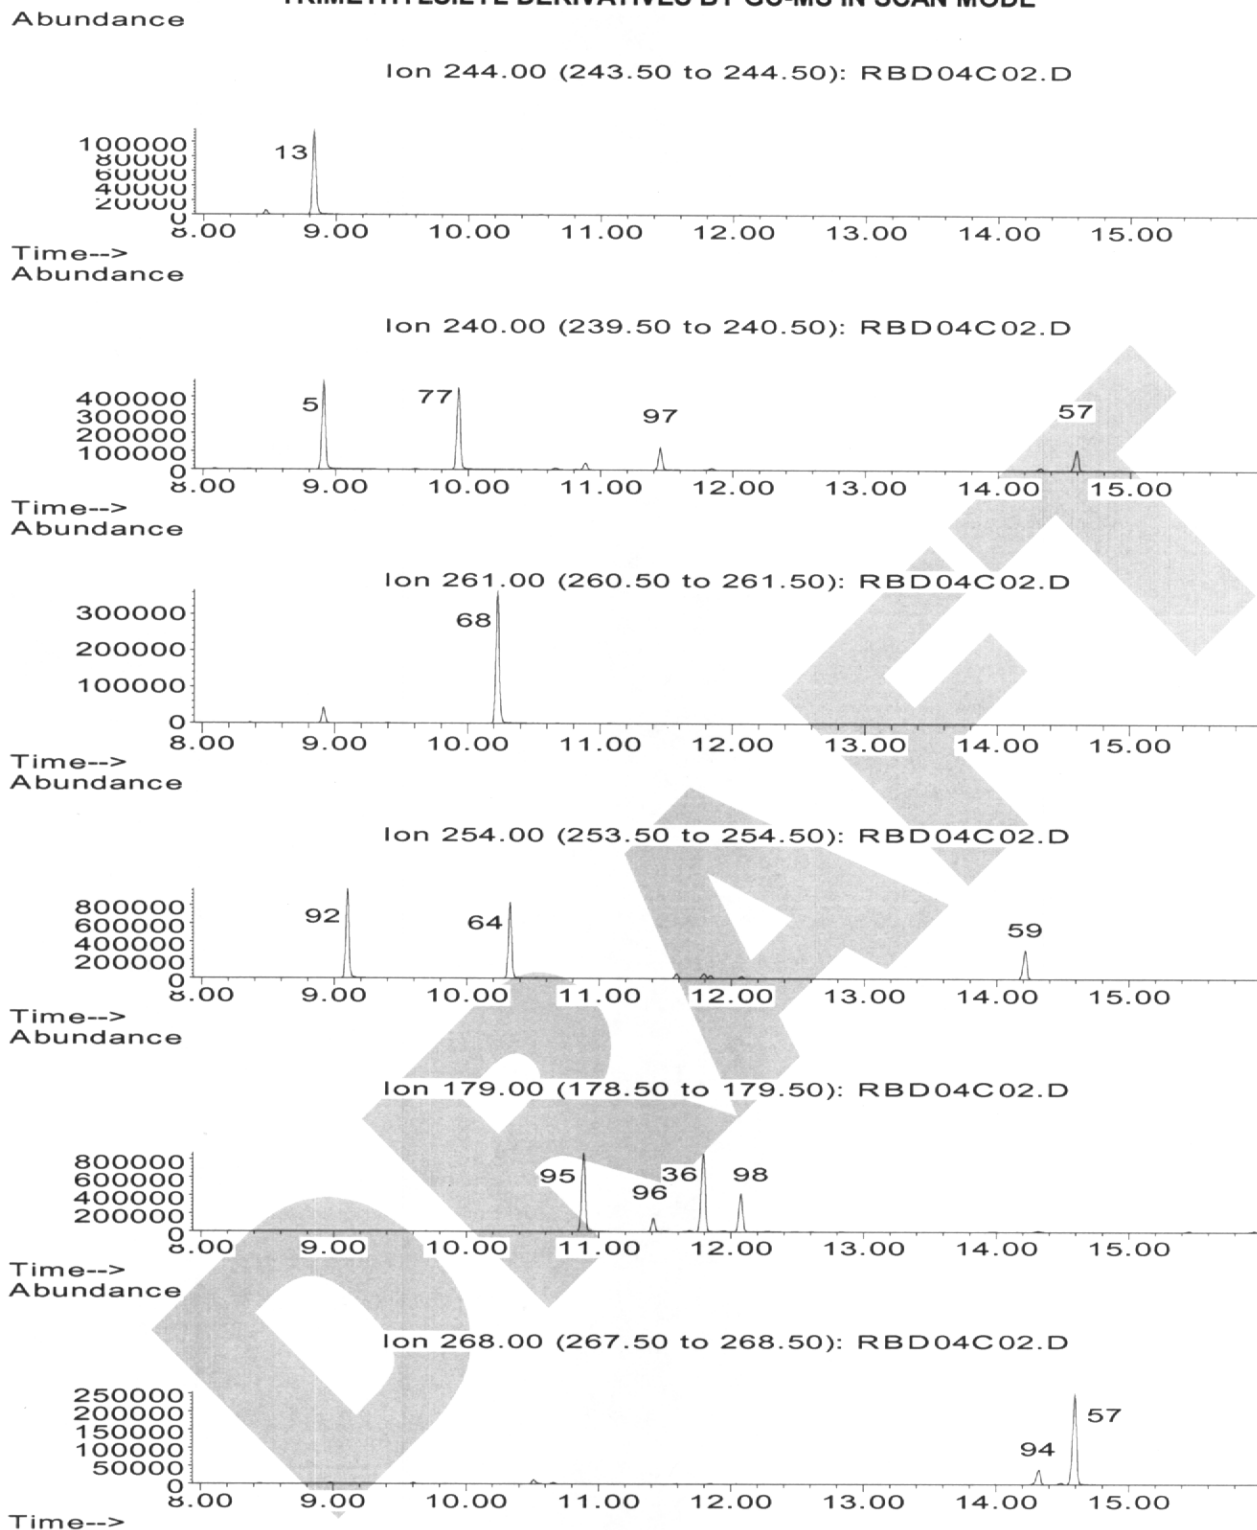 TRIMETHYLSILYL DERIVATIVES BY GC-MS IN SCAN MODE
Abundance
Ion 244.00 (243.50 to 244.50): RBD04C02.D
100000
80000
60000
40000
20000
0
13
8.00 9.00 10.00 11.00 12.00 13.00 14.00 15.00
Time-->
Abundance
Ion 240.00 (239.50 to 240.50): RBD04C02.D
400000
300000
200000
100000
0
5 77 97 57
8.00 9.00 10.00 11.00 12.00 13.00 14.00 15.00
Time-->
Abundance
Ion 261.00 (260.50 to 261.50): RBD04C02.D
300000
200000
100000
0
68
8.00 9.00 10.00 11.00 12.00 13.00 14.00 15.00
Time-->
Abundance
Ion 254.00 (253.50 to 254.50): RBD04C02.D
800000
600000
400000
200000
0
92 64 59
8.00 9.00 10.00 11.00 12.00 13.00 14.00 15.00
Time-->
Abundance
Ion 179.00 (178.50 to 179.50): RBD04C02.D
800000
600000
400000
200000
0
95 96 36 98
8.00 9.00 10.00 11.00 12.00 13.00 14.00 15.00
Time-->
Abundance
Ion 268.00 (267.50 to 268.50): RBD04C02.D
250000
200000
150000
100000
50000
0
94 57
8.00 9.00 10.00 11.00 12.00 13.00 14.00 15.00
Time-->
DRAFT